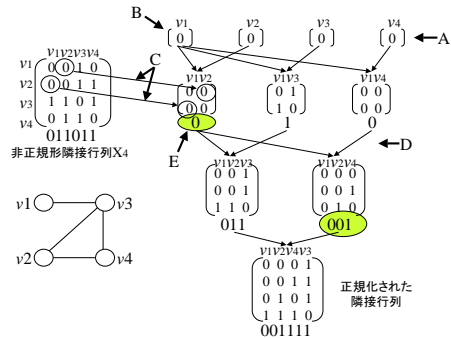 B
v1
v2
v3
v4
0
0
0
0
A
v1v2v3v4
C
v1
0 0 1 0
v2
0 0 1 1
v3
1 1 0 1
v4
0 1 1 0
011011
非正規形隣接行列X4
v1v2
0 0
0 0
0
v1v3
0 1
1 0
1
v1v4
0 0
0 0
0
E
D
v1v2v3
0 0 1
0 0 1
1 1 0
011
v1v2v4
0 0 0
0 0 1
0 1 0
001
v1
v3
v2
v4
v1v2v4v3
0 0 0 1
0 0 1 1
0 1 0 1
1 1 1 0
001111
正規化された
隣接行列